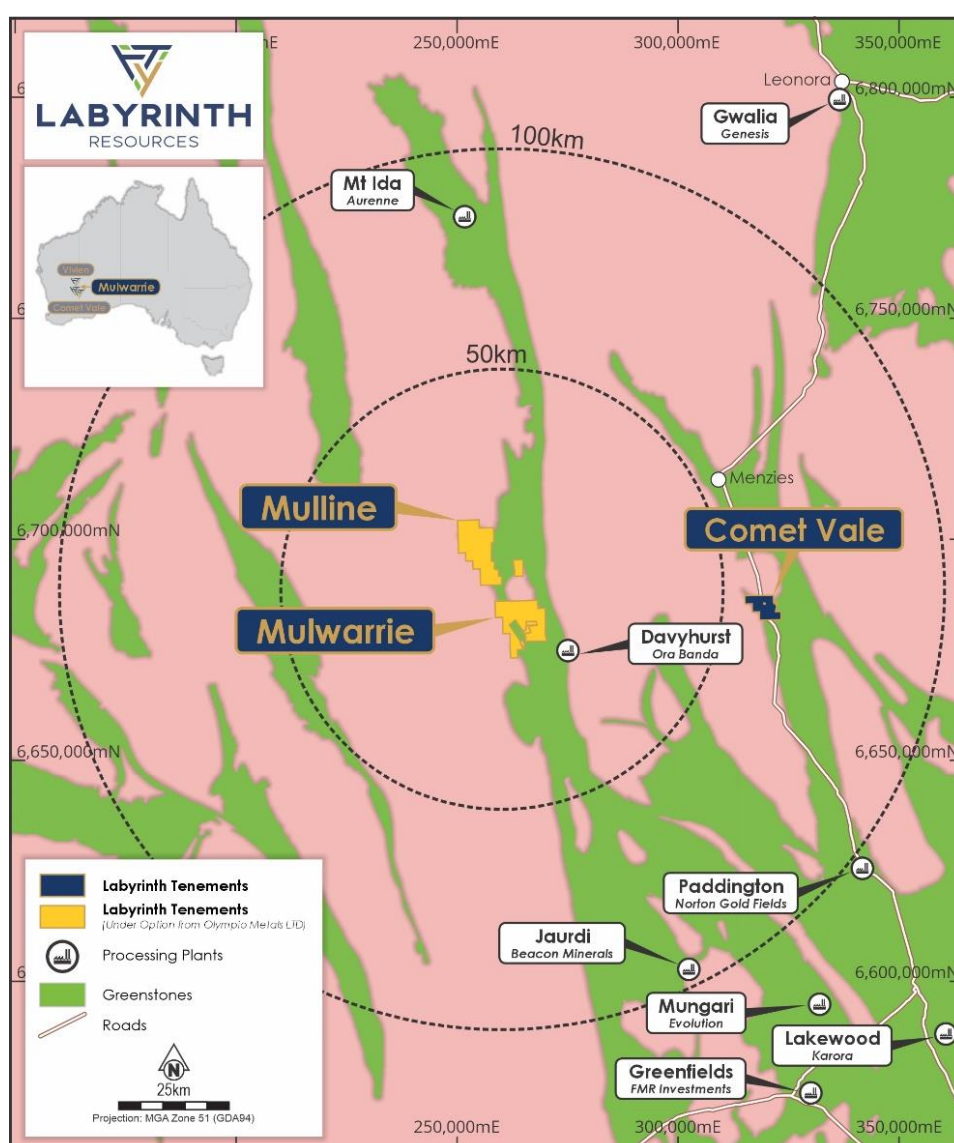 LABYRINTH
RESOURCES
Vivien
Mulwarrie
Comet Vale
250,000mE
300,000mE
350,000mE
Leonora
6,800,000mN
Gwalia
Genesis
100km
Mt Ida
Aurenne
6,750,000mN
50km
Menzies
Mulline
6,700,000mN
Comet Vale
Mulwarrie
Davyhurst
Ora Banda
6,650,000mN
6,650,000mN
Paddington
Norton Gold Fields
Jaurdi
Beacon Minerals
6,600,000mN
Mungari
Evolution
Lakewood
Karora
Greenfields
FMR Investments
Labyrinth Tenements
Labyrinth Tenements
(Under Option from Olympio Metals LTD)
Processing Plants
Greenstones
Roads
N
25km
Projection: MGA Zone 51 (GDA94)
250,000mE
300,000mE
350,000mE